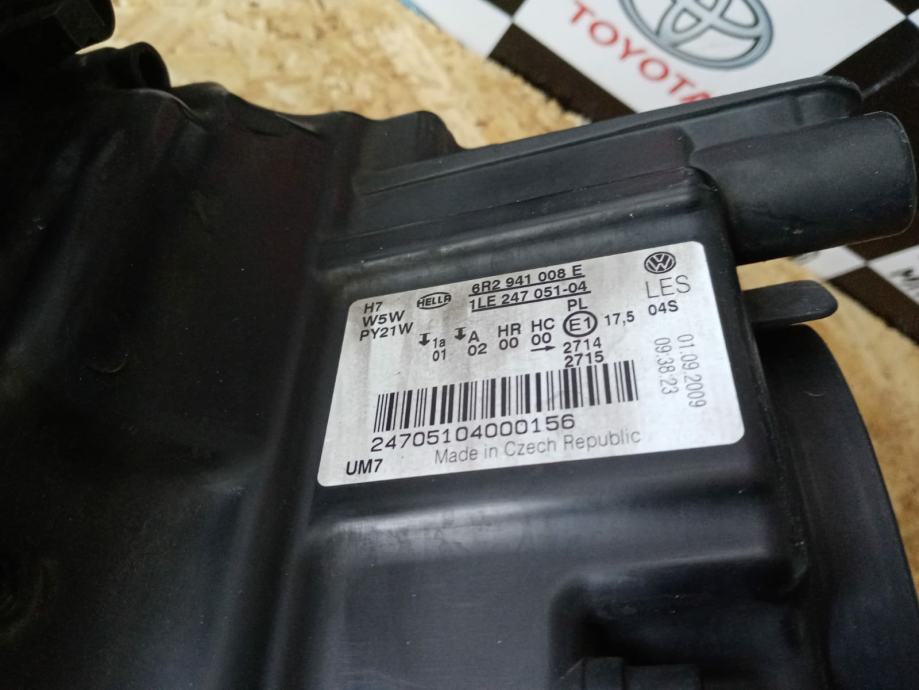 TOYOTA
H7
W5W
PY21W
HELLA
6R2 941 008 E
1LE 247 051-04
PL
LES
04S
1a
01
A
02
HR
00
HC
00
E1
17,5
2714
2715
01.09.2009
09:38:23
24705104000156
Made in Czech Republic
UM7